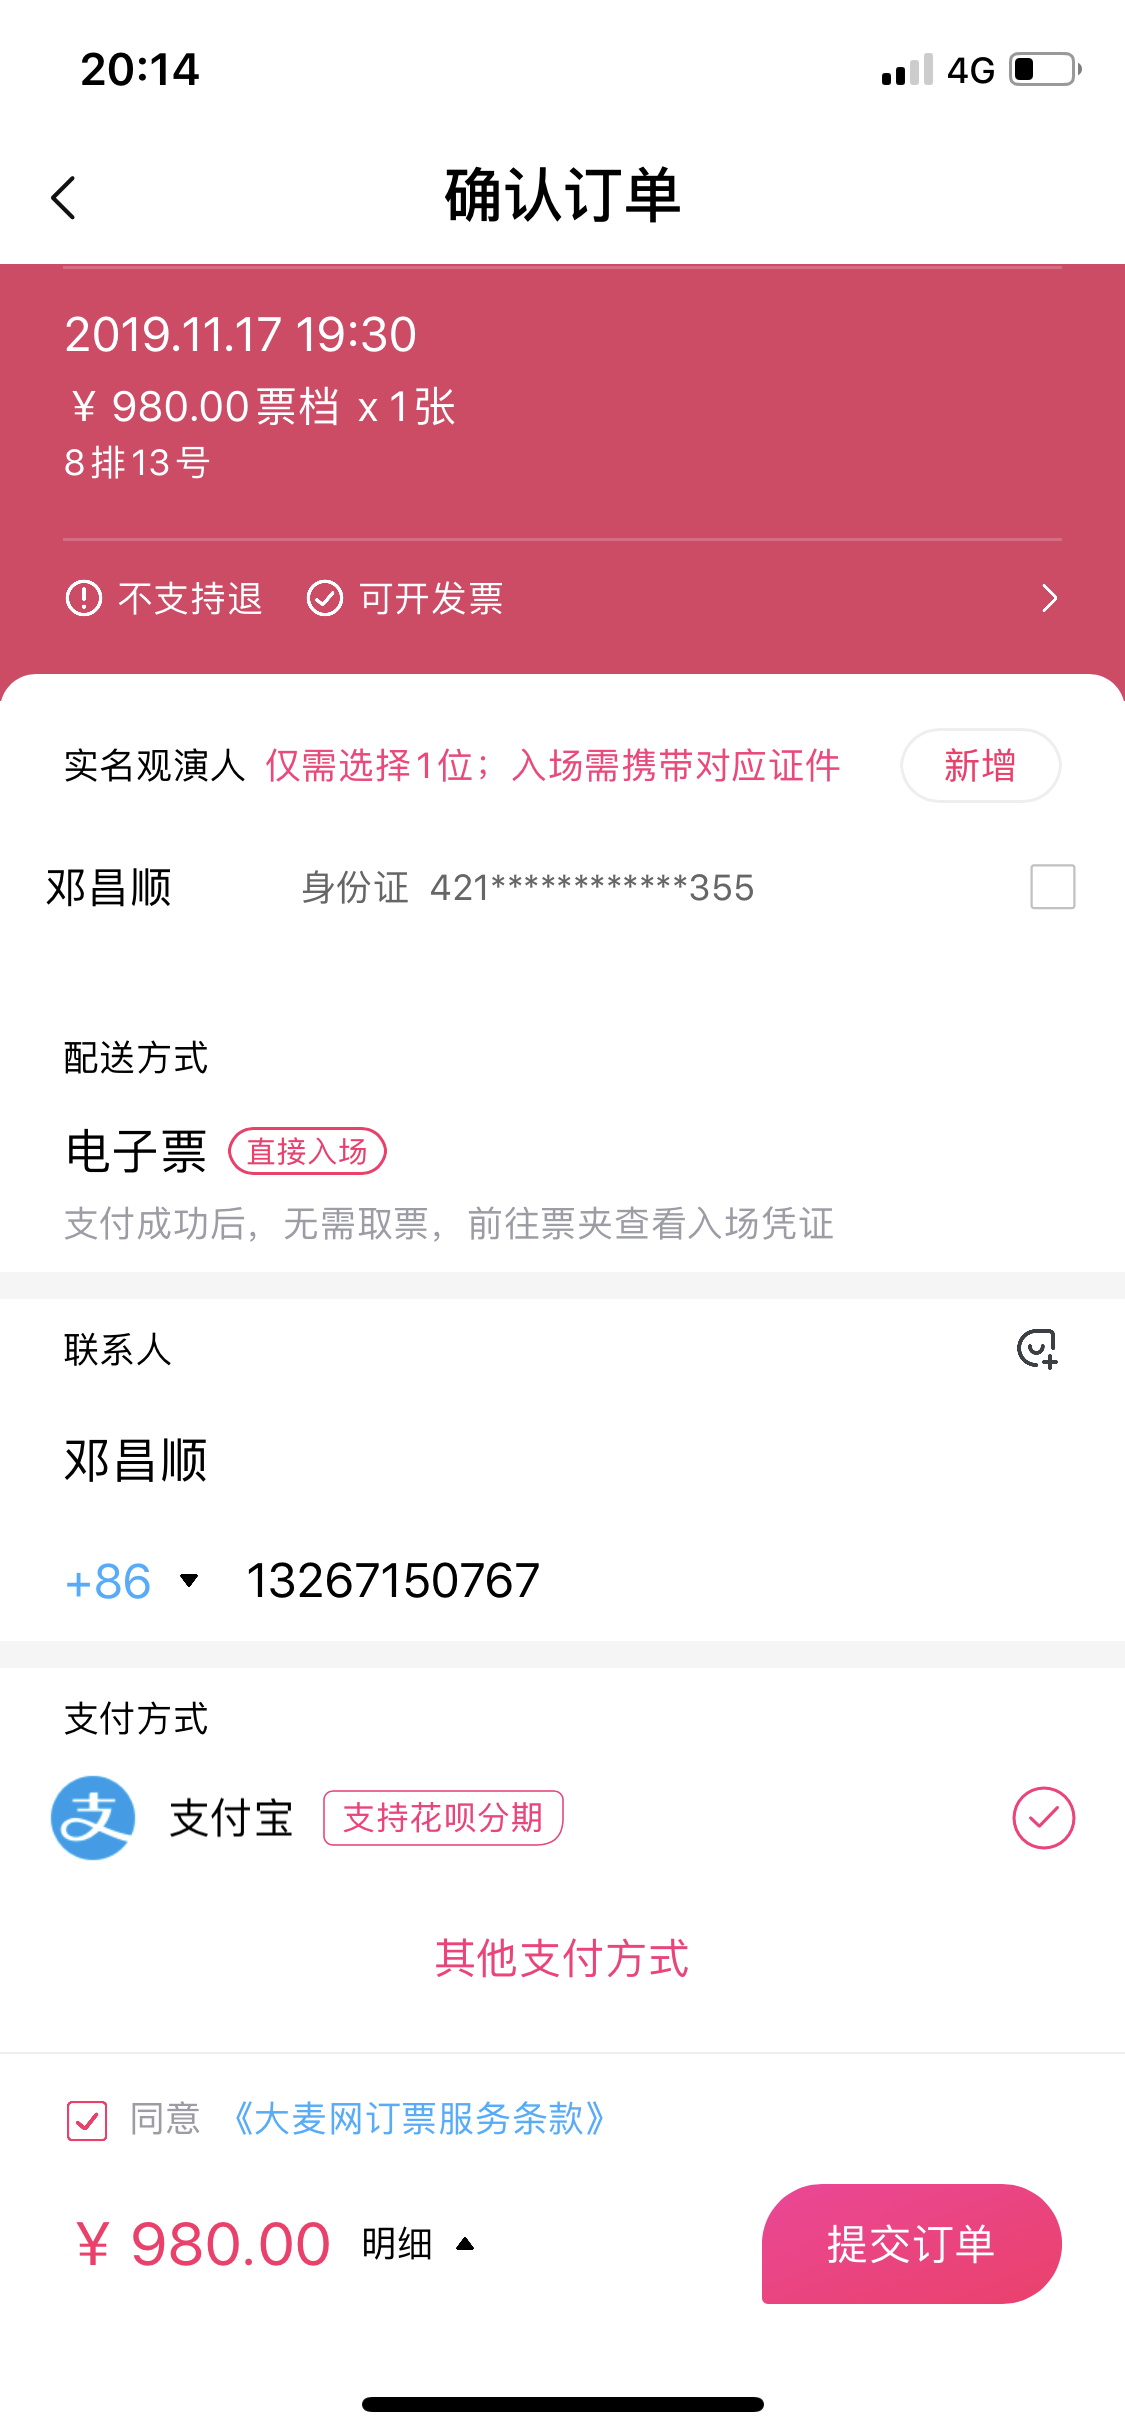 20:14
4G
确认订单
2019.11.17 19:30
￥ 980.00票档 x 1张
8排13号
不支持退 可开发票
实名观演人 仅需选择1位；入场需携带对应证件 新增
邓昌顺 身份证 421************355
配送方式
电子票 直接入场
支付成功后，无需取票，前往票夹查看入场凭证
联系人
邓昌顺
+86 13267150767
支付方式
支 支付宝 支持花呗分期
其他支付方式
同意 《大麦网订票服务条款》
￥ 980.00 明细 提交订单